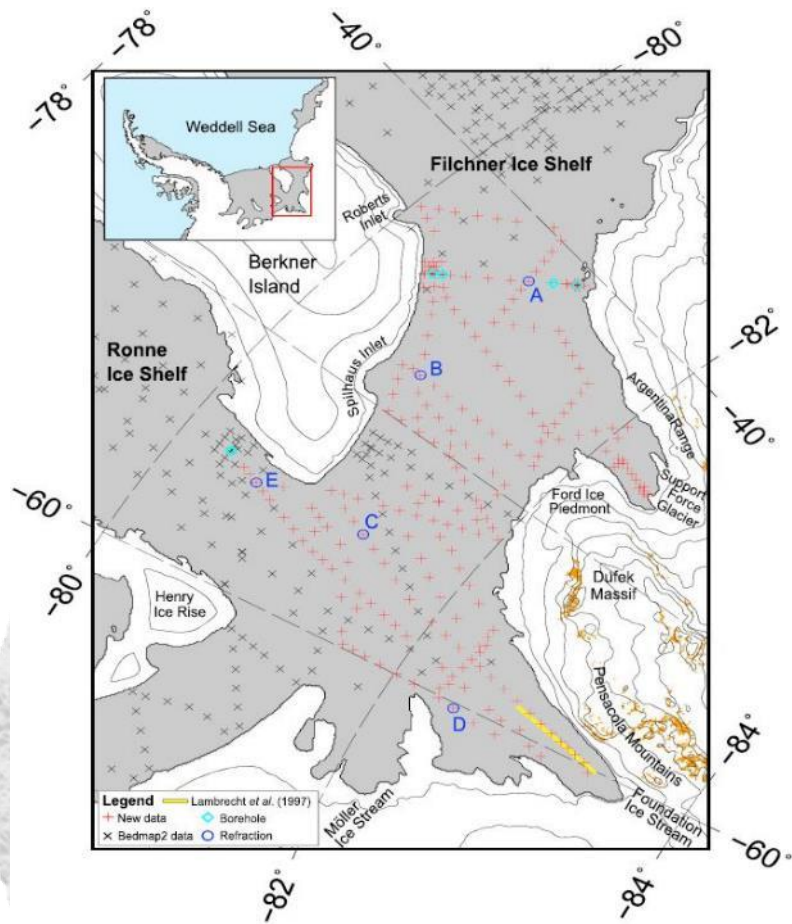 −78°
−40°
−80°
−78°
Weddell Sea
Filchner Ice Shelf
Roberts
Inlet
Berkner
Island
A
Ronne
Ice Shelf
Spilhaus Inlet
B
−82°
−40°
Argentina Range
E
Support
Force
Glacier
Ford Ice
Piedmont
−60°
C
Dufek
Massif
−80°
Henry
Ice Rise
Pensacola Mountains
D
−84°
Legend
Lambrecht et al. (1997)
New data
Borehole
Bedmap2 data
Refraction
Möller
Ice Stream
Foundation
Ice Stream
−60°
−82°
−84°